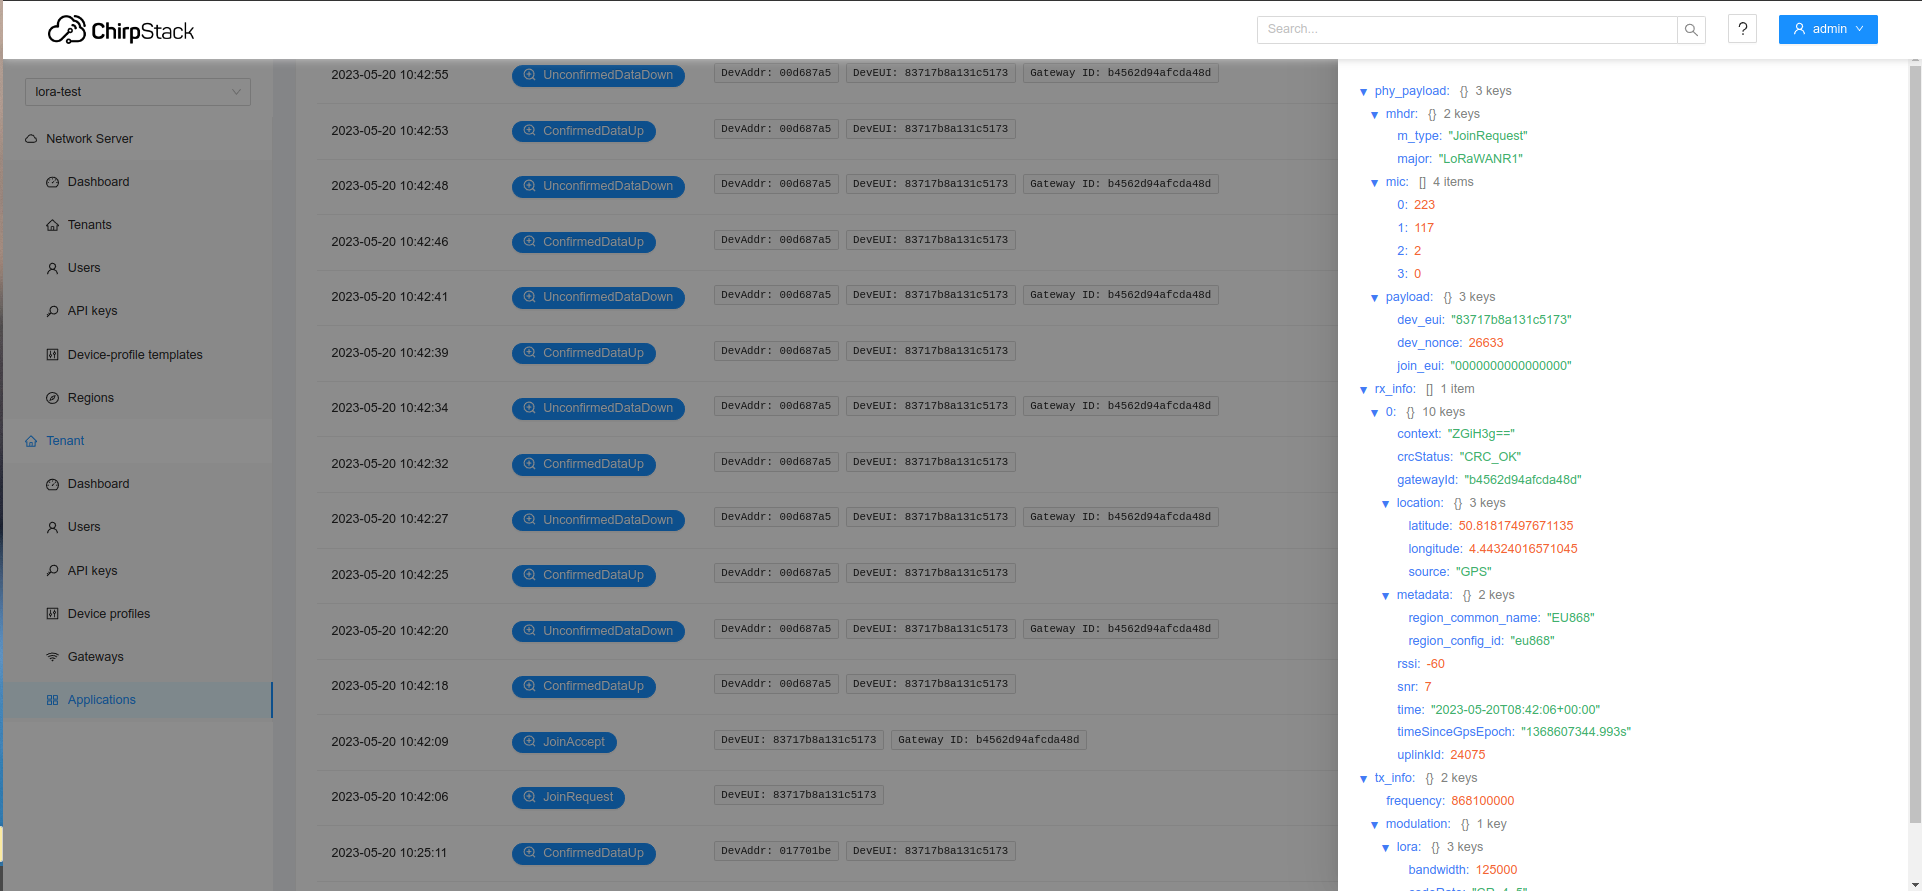 ChirpStack
Search...
?
admin
lora-test
Network Server
Dashboard
Tenants
Users
API keys
Device-profile templates
Regions
Tenant
Dashboard
Users
API keys
Device profiles
Gateways
Applications
2023-05-20 10:42:55 UnconfirmedDataDown DevAddr: 00d687a5 DevEUI: 83717b8a131c5173 Gateway ID: b4562d94afcda48d
2023-05-20 10:42:53 ConfirmedDataUp DevAddr: 00d687a5 DevEUI: 83717b8a131c5173
2023-05-20 10:42:48 UnconfirmedDataDown DevAddr: 00d687a5 DevEUI: 83717b8a131c5173 Gateway ID: b4562d94afcda48d
2023-05-20 10:42:46 ConfirmedDataUp DevAddr: 00d687a5 DevEUI: 83717b8a131c5173
2023-05-20 10:42:41 UnconfirmedDataDown DevAddr: 00d687a5 DevEUI: 83717b8a131c5173 Gateway ID: b4562d94afcda48d
2023-05-20 10:42:39 ConfirmedDataUp DevAddr: 00d687a5 DevEUI: 83717b8a131c5173
2023-05-20 10:42:34 UnconfirmedDataDown DevAddr: 00d687a5 DevEUI: 83717b8a131c5173 Gateway ID: b4562d94afcda48d
2023-05-20 10:42:32 ConfirmedDataUp DevAddr: 00d687a5 DevEUI: 83717b8a131c5173
2023-05-20 10:42:27 UnconfirmedDataDown DevAddr: 00d687a5 DevEUI: 83717b8a131c5173 Gateway ID: b4562d94afcda48d
2023-05-20 10:42:25 ConfirmedDataUp DevAddr: 00d687a5 DevEUI: 83717b8a131c5173
2023-05-20 10:42:20 UnconfirmedDataDown DevAddr: 00d687a5 DevEUI: 83717b8a131c5173 Gateway ID: b4562d94afcda48d
2023-05-20 10:42:18 ConfirmedDataUp DevAddr: 00d687a5 DevEUI: 83717b8a131c5173
2023-05-20 10:42:09 JoinAccept DevEUI: 83717b8a131c5173 Gateway ID: b4562d94afcda48d
2023-05-20 10:42:06 JoinRequest DevEUI: 83717b8a131c5173
2023-05-20 10:25:11 ConfirmedDataUp DevAddr: 017701be DevEUI: 83717b8a131c5173
phy_payload: {} 3 keys
mhdr: {} 2 keys
m_type: "JoinRequest"
major: "LoRaWANR1"
mic: [] 4 items
0: 223
1: 117
2: 2
3: 0
payload: {} 3 keys
dev_eui: "83717b8a131c5173"
dev_nonce: 26633
join_eui: "0000000000000000"
rx_info: [] 1 item
0: {} 10 keys
context: "ZGiH3g=="
crcStatus: "CRC_OK"
gatewayId: "b4562d94afcda48d"
location: {} 3 keys
latitude: 50.81817497671135
longitude: 4.44324016571045
source: "GPS"
metadata: {} 2 keys
region_common_name: "EU868"
region_config_id: "eu868"
rssi: -60
snr: 7
time: "2023-05-20T08:42:06+00:00"
timeSinceGpsEpoch: "1368607344.993s"
uplinkId: 24075
tx_info: {} 2 keys
frequency: 868100000
modulation: {} 1 key
lora: {} 3 keys
bandwidth: 125000